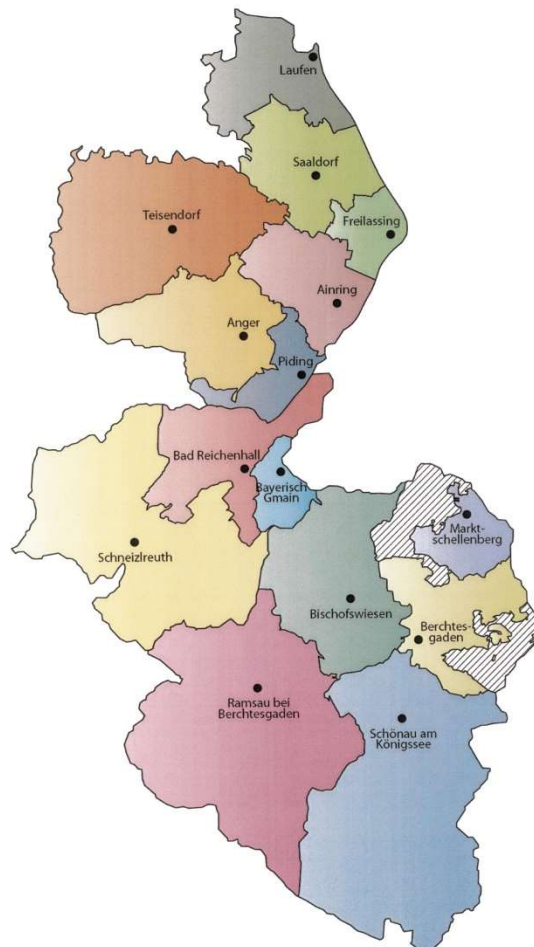 Laufen
Saaldorf
Teisendorf
Freilassing
Ainring
Anger
Piding
Bad Reichenhall
Bayerisch
Gmain
Markt-
schellenberg
Schneizlreuth
Bischofswiesen
Berchtes-
gaden
Ramsau bei
Berchtesgaden
Schönau am
Königssee